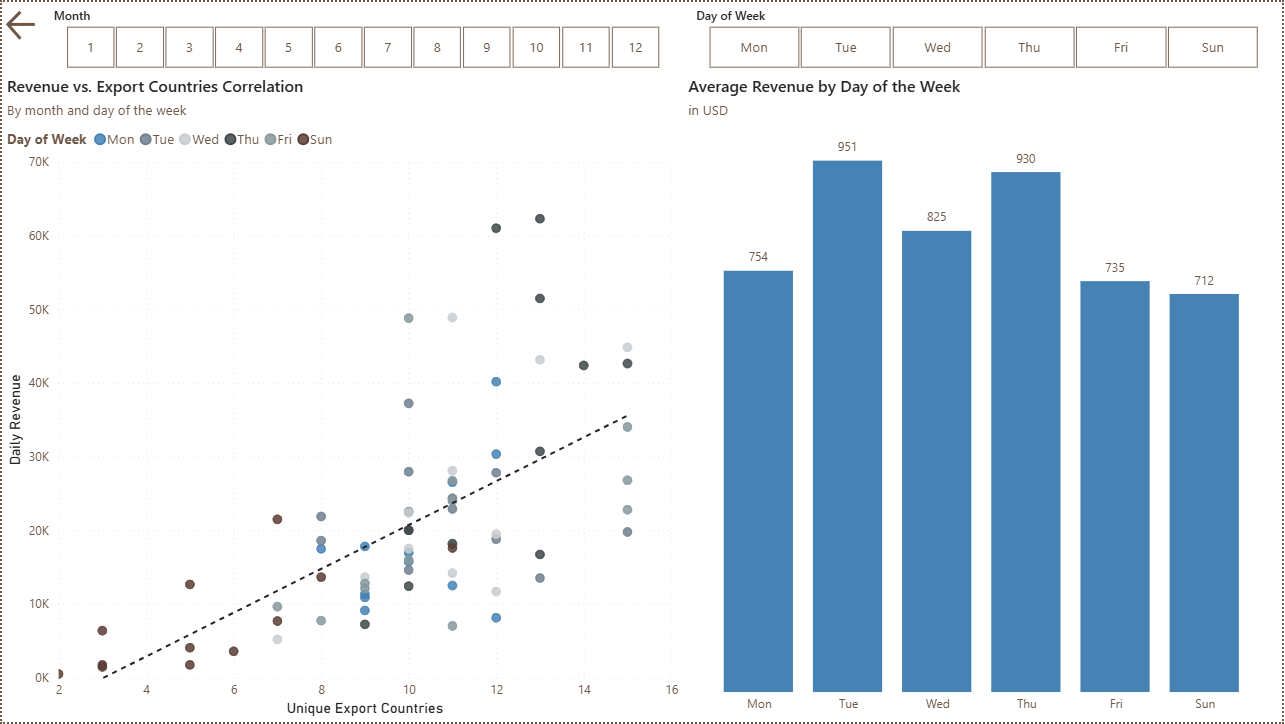 Month
1 2 3 4 5 6 7 8 9 10 11 12
Day of Week
Mon Tue Wed Thu Fri Sun
Revenue vs. Export Countries Correlation
By month and day of the week
Day of Week Mon Tue Wed Thu Fri Sun
Daily Revenue
70K
60K
50K
40K
30K
20K
10K
0K
2 4 6 8 10 12 14 16
Unique Export Countries
Average Revenue by Day of the Week
in USD
754 951 825 930 735 712
Mon Tue Wed Thu Fri Sun